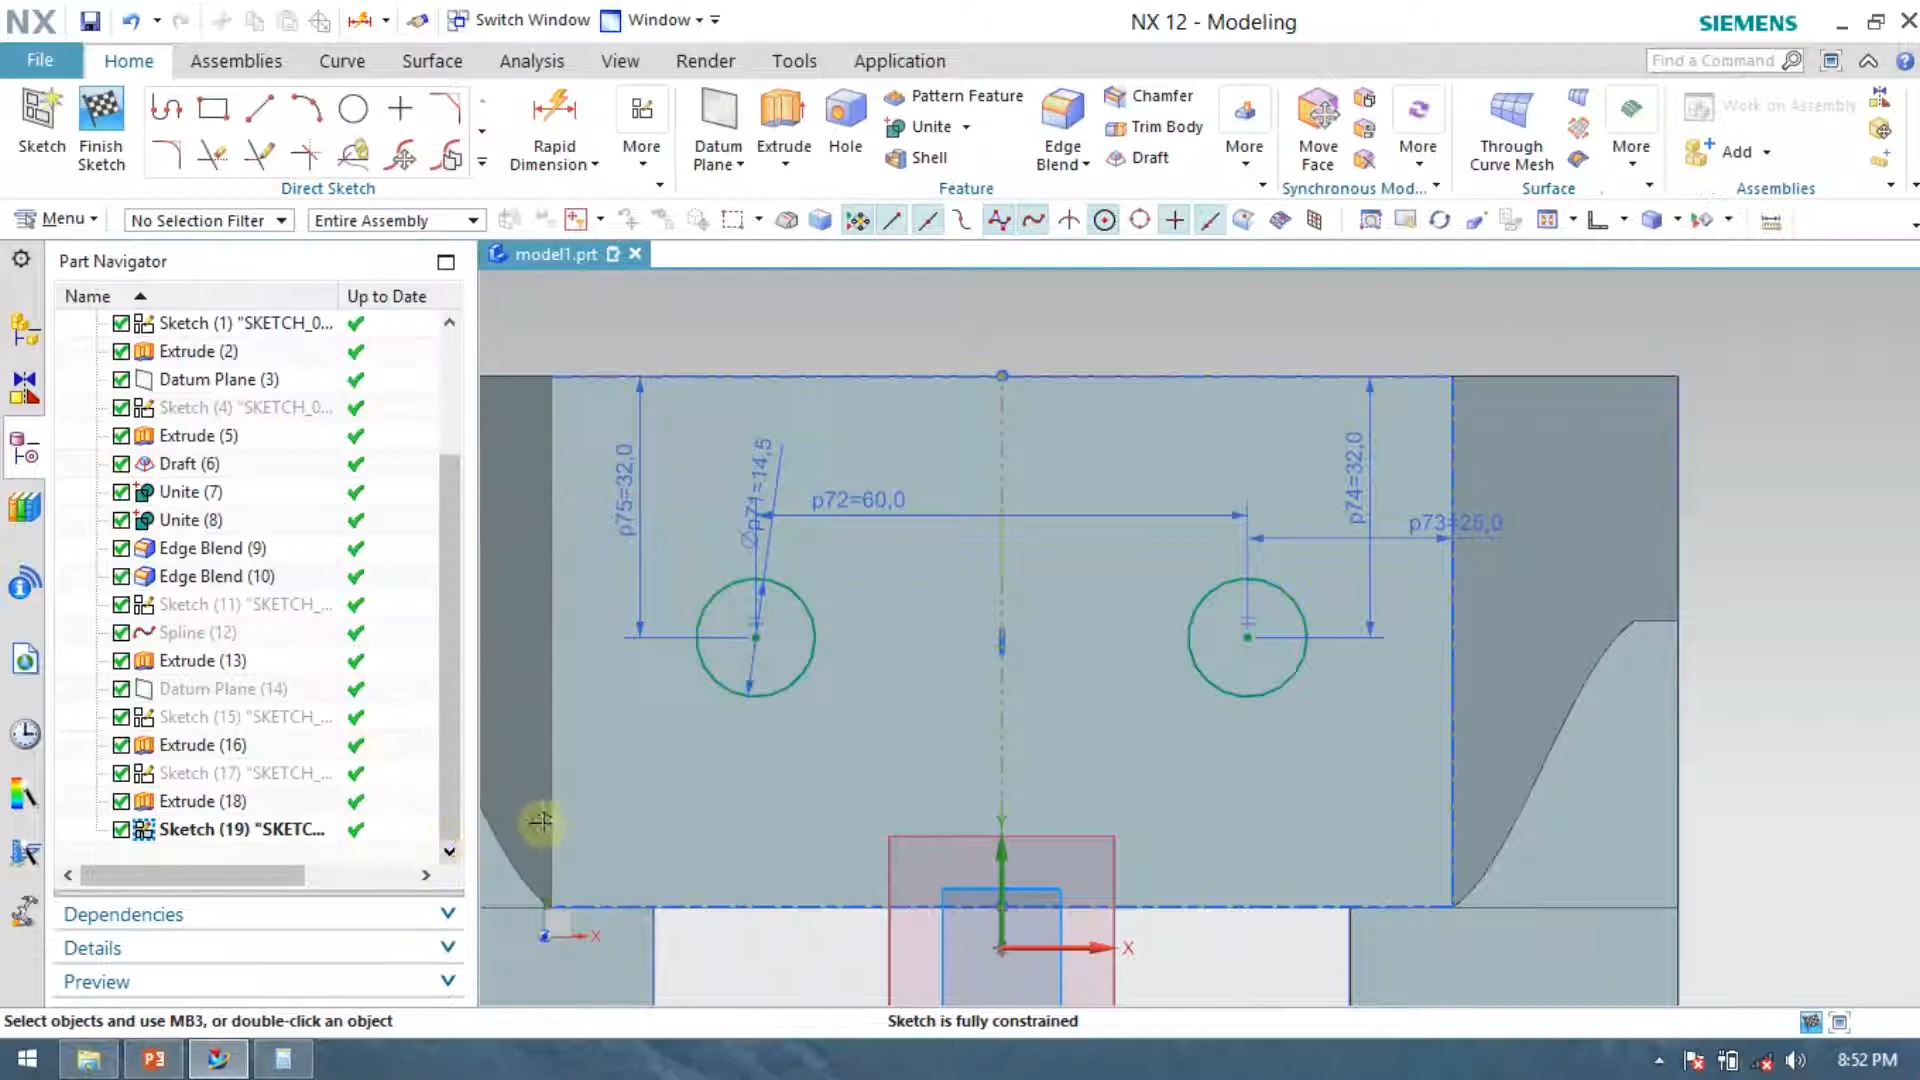 NX
Switch Window
Window
NX 12 - Modeling
SIEMENS
File
Home
Assemblies
Curve
Surface
Analysis
View
Render
Tools
Application
Find a Command
Sketch
Finish
Sketch
Direct Sketch
Rapid
Dimension
More
Datum
Plane
Extrude
Hole
Pattern Feature
Unite
Shell
Edge
Blend
Chamfer
Trim Body
Draft
More
Feature
Move
Face
More
Synchronous Mod...
Through
Curve Mesh
More
Surface
Work on Assembly
Add
Assemblies
Menu
No Selection Filter
Entire Assembly
Part Navigator
model1.prt
Name
Up to Date
Sketch (1) "SKETCH_0...
Extrude (2)
Datum Plane (3)
Sketch (4) "SKETCH_0...
Extrude (5)
Draft (6)
Unite (7)
Unite (8)
Edge Blend (9)
Edge Blend (10)
Sketch (11) "SKETCH_...
Spline (12)
Extrude (13)
Datum Plane (14)
Sketch (15) "SKETCH_...
Extrude (16)
Sketch (17) "SKETCH_...
Extrude (18)
Sketch (19) "SKETC...
Dependencies
Details
Preview
p75=32,0
Øp71=14,5
p72=60,0
p74=32,0
p73=25,0
Y
X
X
Select objects and use MB3, or double-click an object
Sketch is fully constrained
8:52 PM